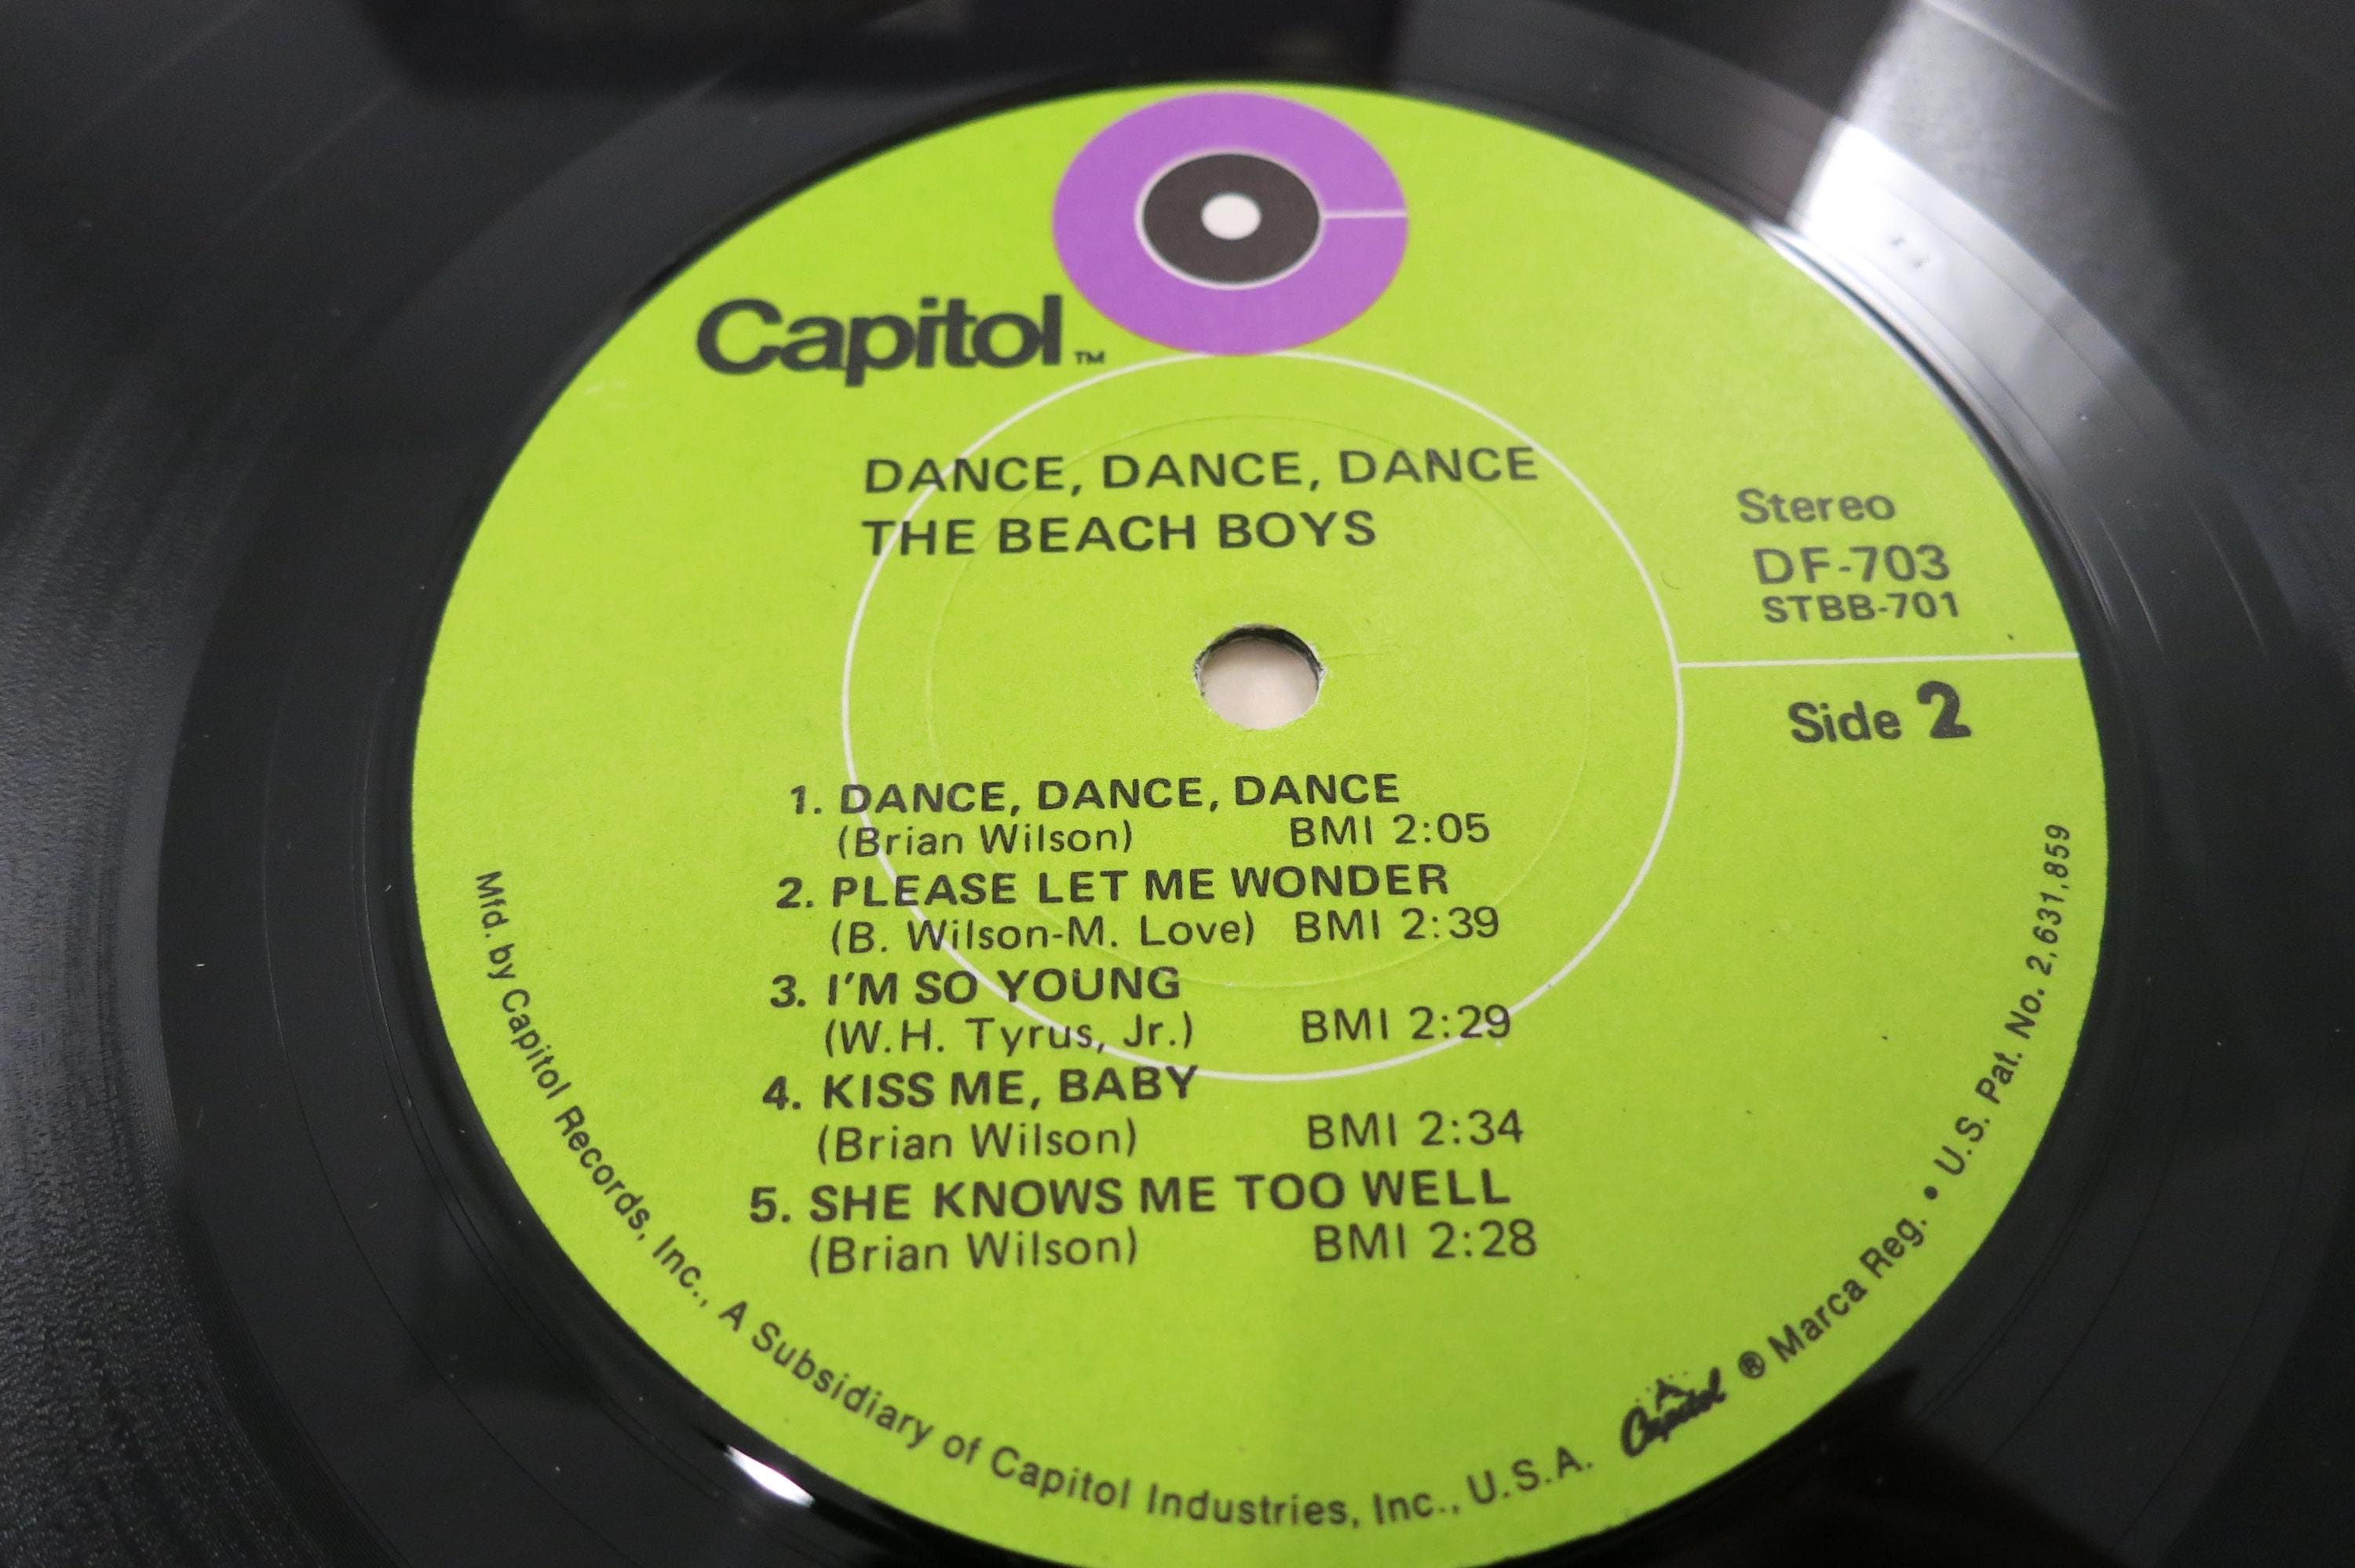 Capitol™
DANCE, DANCE, DANCE
THE BEACH BOYS
Stereo
DF-703
STBB-701
Side 2
1. DANCE, DANCE, DANCE
(Brian Wilson) BMI 2:05
2. PLEASE LET ME WONDER
(B. Wilson-M. Love) BMI 2:39
3. I'M SO YOUNG
(W.H. Tyrus, Jr.) BMI 2:29
4. KISS ME, BABY
(Brian Wilson) BMI 2:34
5. SHE KNOWS ME TOO WELL
(Brian Wilson) BMI 2:28
Mfd. by Capitol Records, Inc., A Subsidiary of Capitol Industries, Inc., U.S.A. Capitol ® Marca Reg. • U.S. Pat. No. 2,631,859